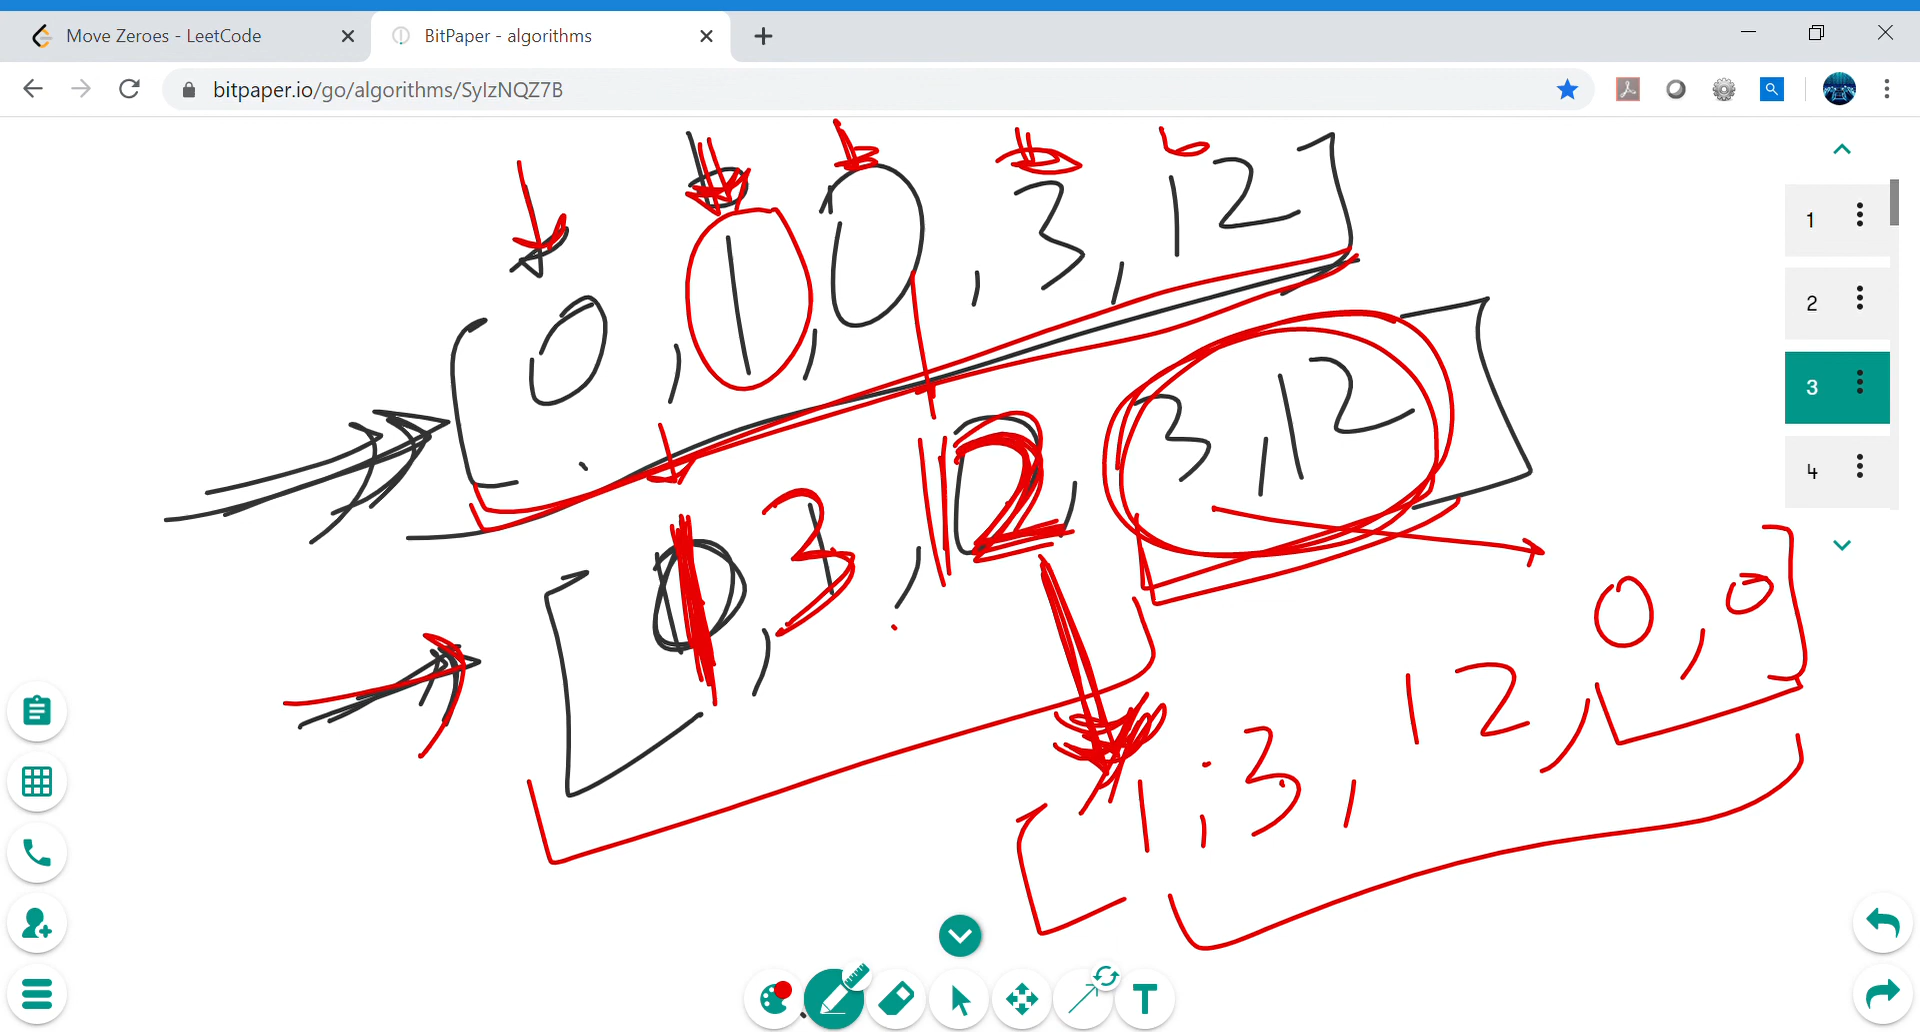 Move Zeroes - LeetCode
BitPaper - algorithms
bitpaper.io/go/algorithms/SyIzNQZ7B
[0, 1, 0, 3, 12]
1
2
3
4
3, 12]
[1, 3, 12
[1, 3, 12, 0, 0]
T